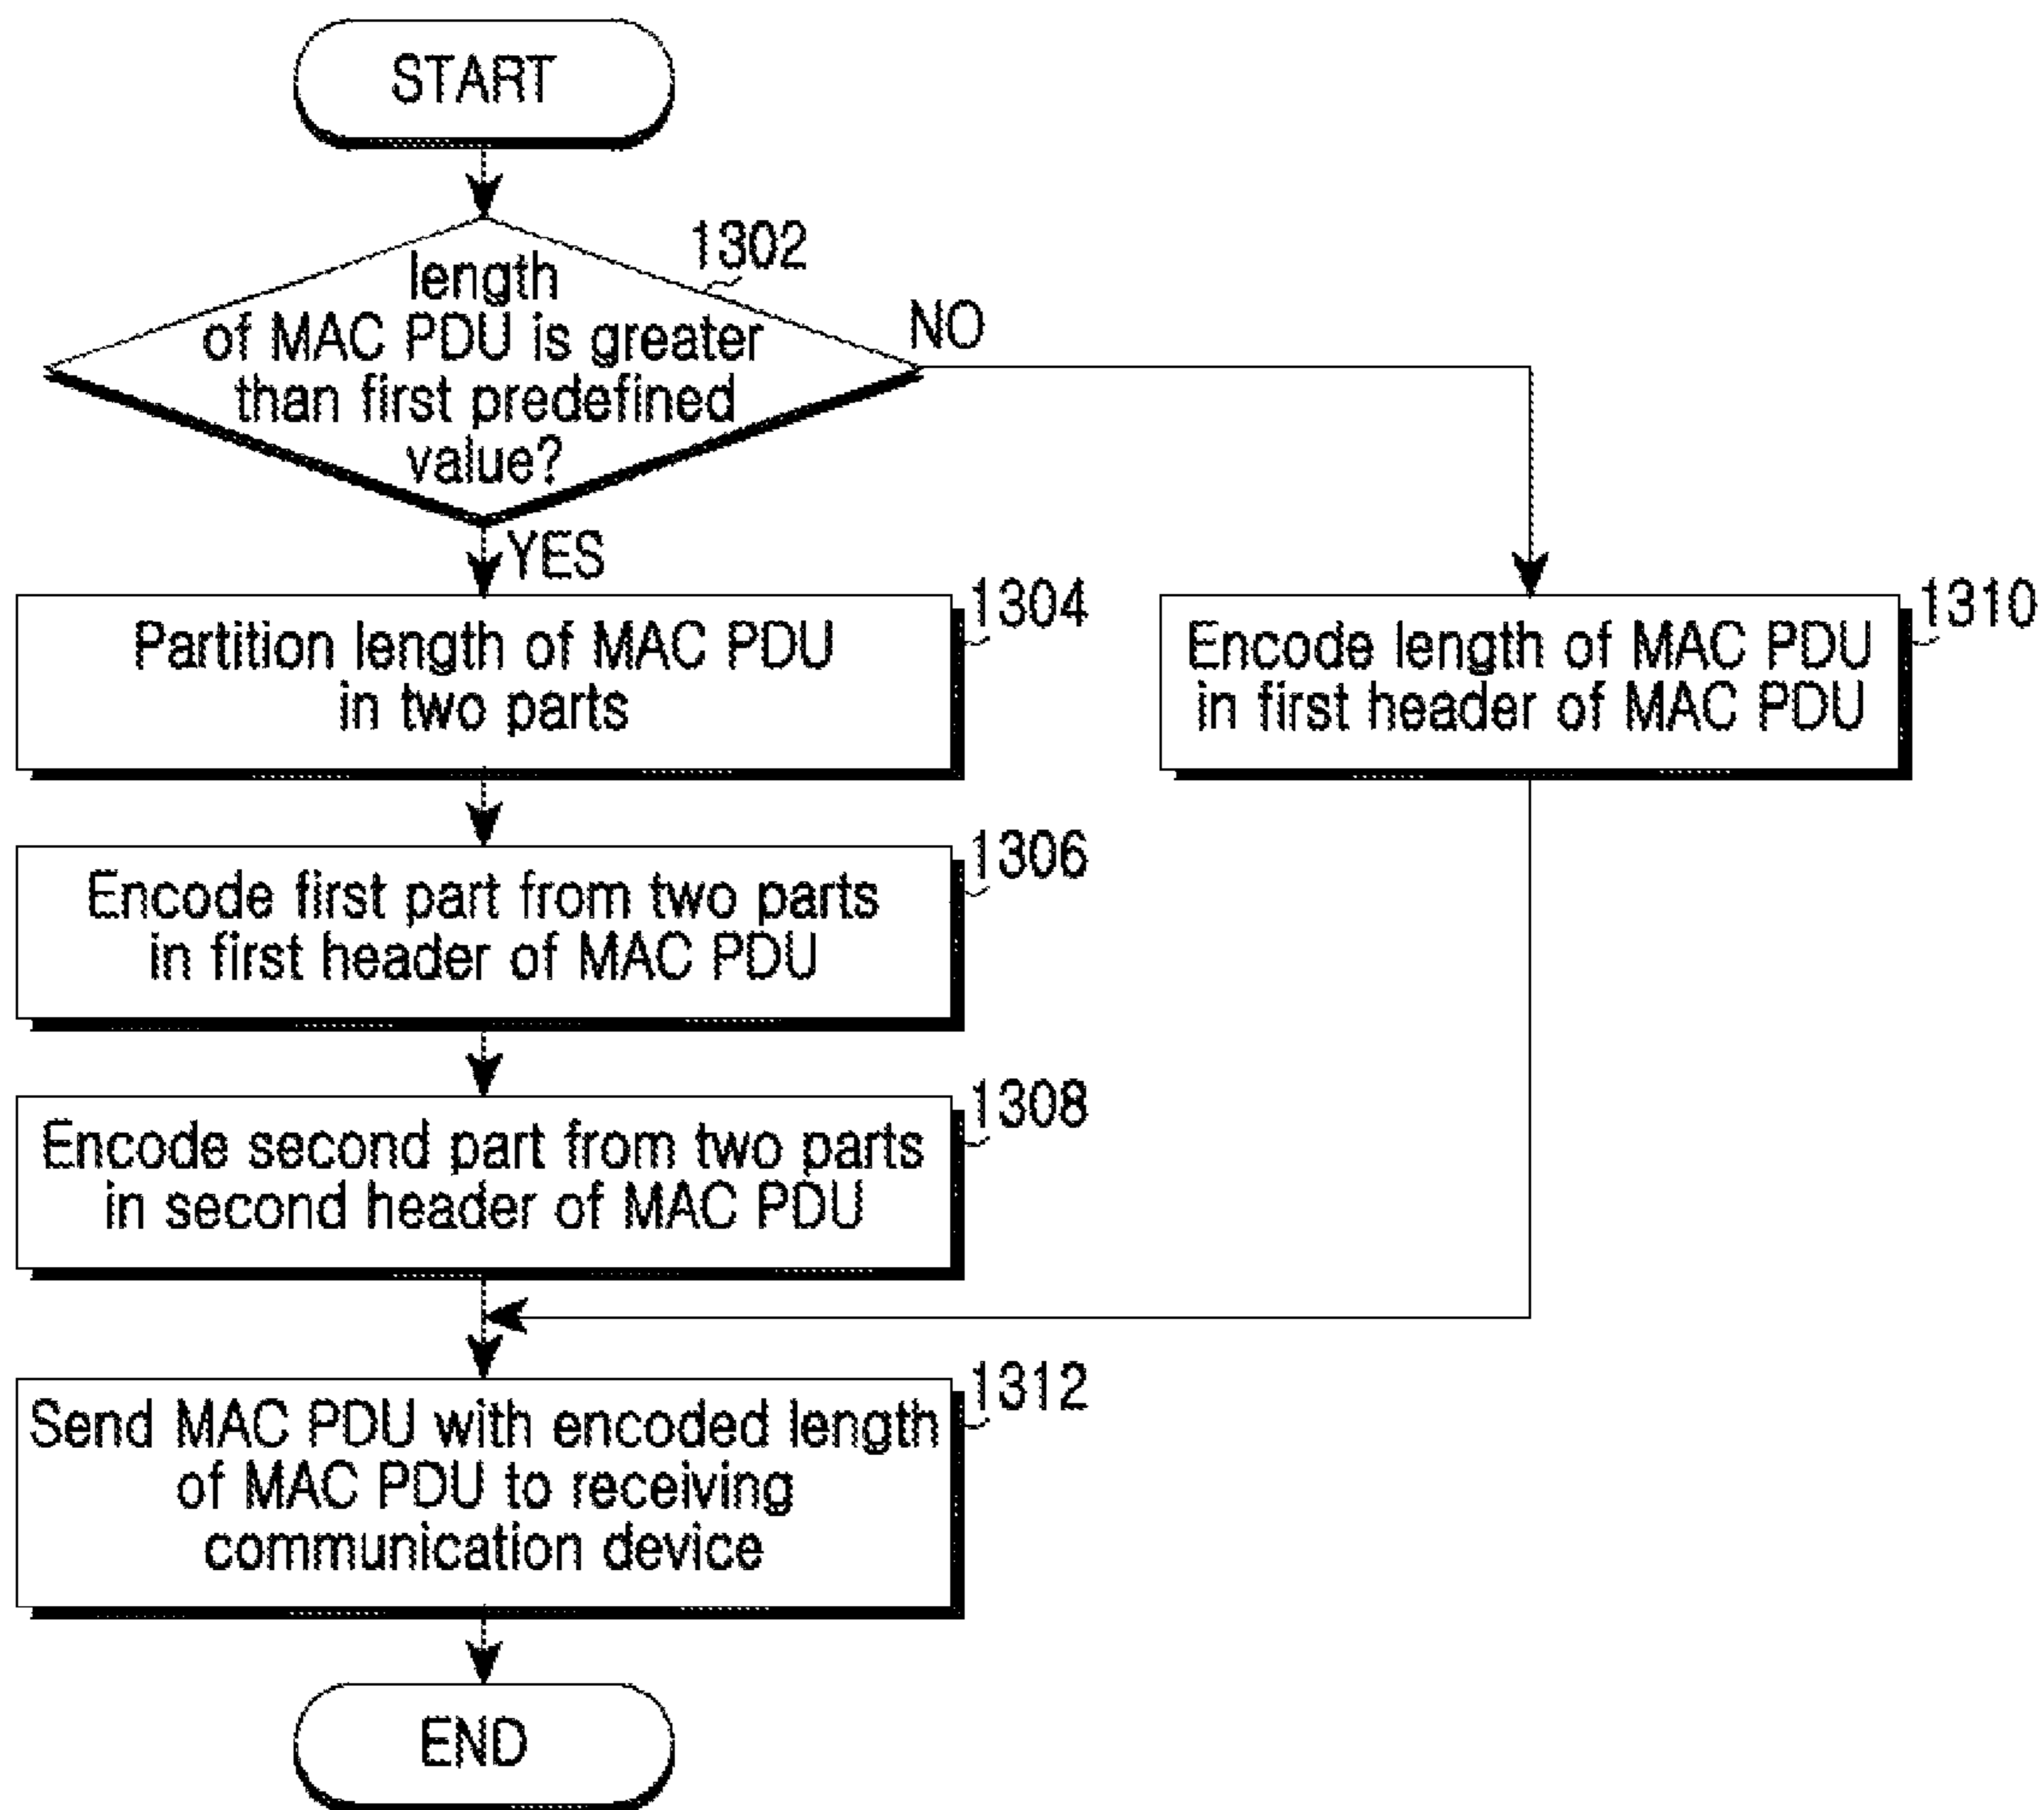 START
1302
length
of MAC PDU is greater
than first predefined
value?
NO
YES
1304
Partition length of MAC PDU
in two parts
1310
Encode length of MAC PDU
in first header of MAC PDU
1306
Encode first part from two parts
in first header of MAC PDU
1308
Encode second part from two parts
in second header of MAC PDU
1312
Send MAC PDU with encoded length
of MAC PDU to receiving
communication device
END